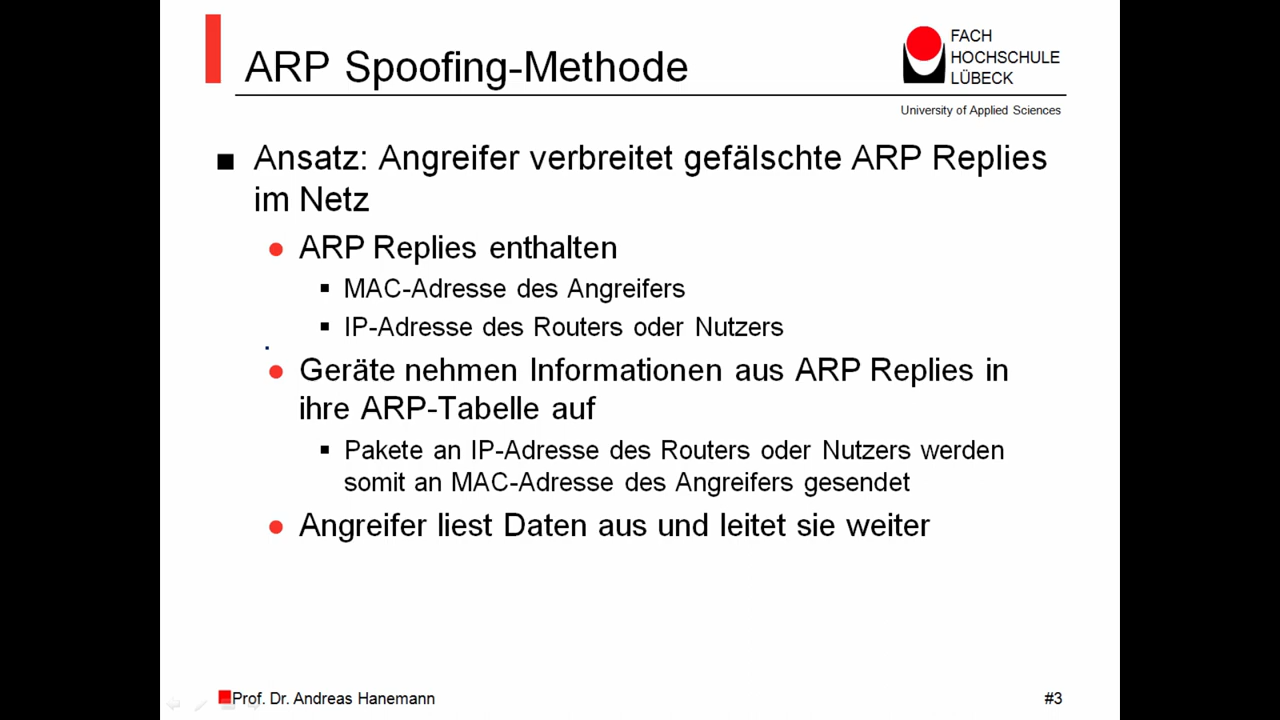 ARP Spoofing-Methode
FACH
HOCHSCHULE
LÜBECK
University of Applied Sciences
Ansatz: Angreifer verbreitet gefälschte ARP Replies
im Netz
ARP Replies enthalten
MAC-Adresse des Angreifers
IP-Adresse des Routers oder Nutzers
Geräte nehmen Informationen aus ARP Replies in
ihre ARP-Tabelle auf
Pakete an IP-Adresse des Routers oder Nutzers werden
somit an MAC-Adresse des Angreifers gesendet
Angreifer liest Daten aus und leitet sie weiter
Prof. Dr. Andreas Hanemann
#3